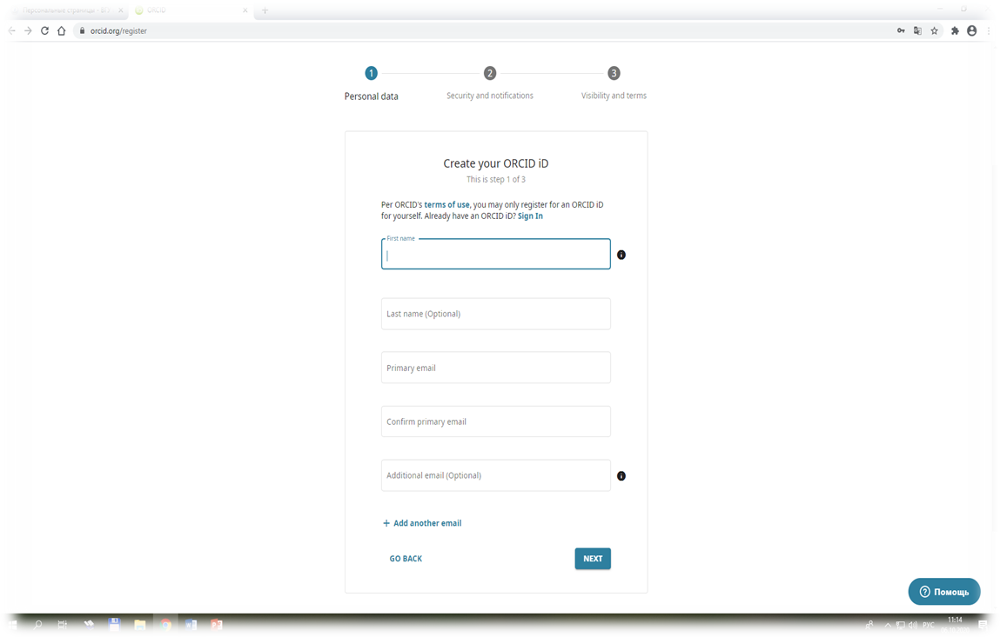 Персональные страницы - ВГУ
ORCID
orcid.org/register
1
2
3
Personal data
Security and notifications
Visibility and terms
Create your ORCID iD
This is step 1 of 3
Per ORCID's terms of use, you may only register for an ORCID iD
for yourself. Already have an ORCID iD? Sign In
First name
Last name (Optional)
Primary email
Confirm primary email
Additional email (Optional)
+ Add another email
GO BACK
NEXT
? Помощь
РУС
11:14